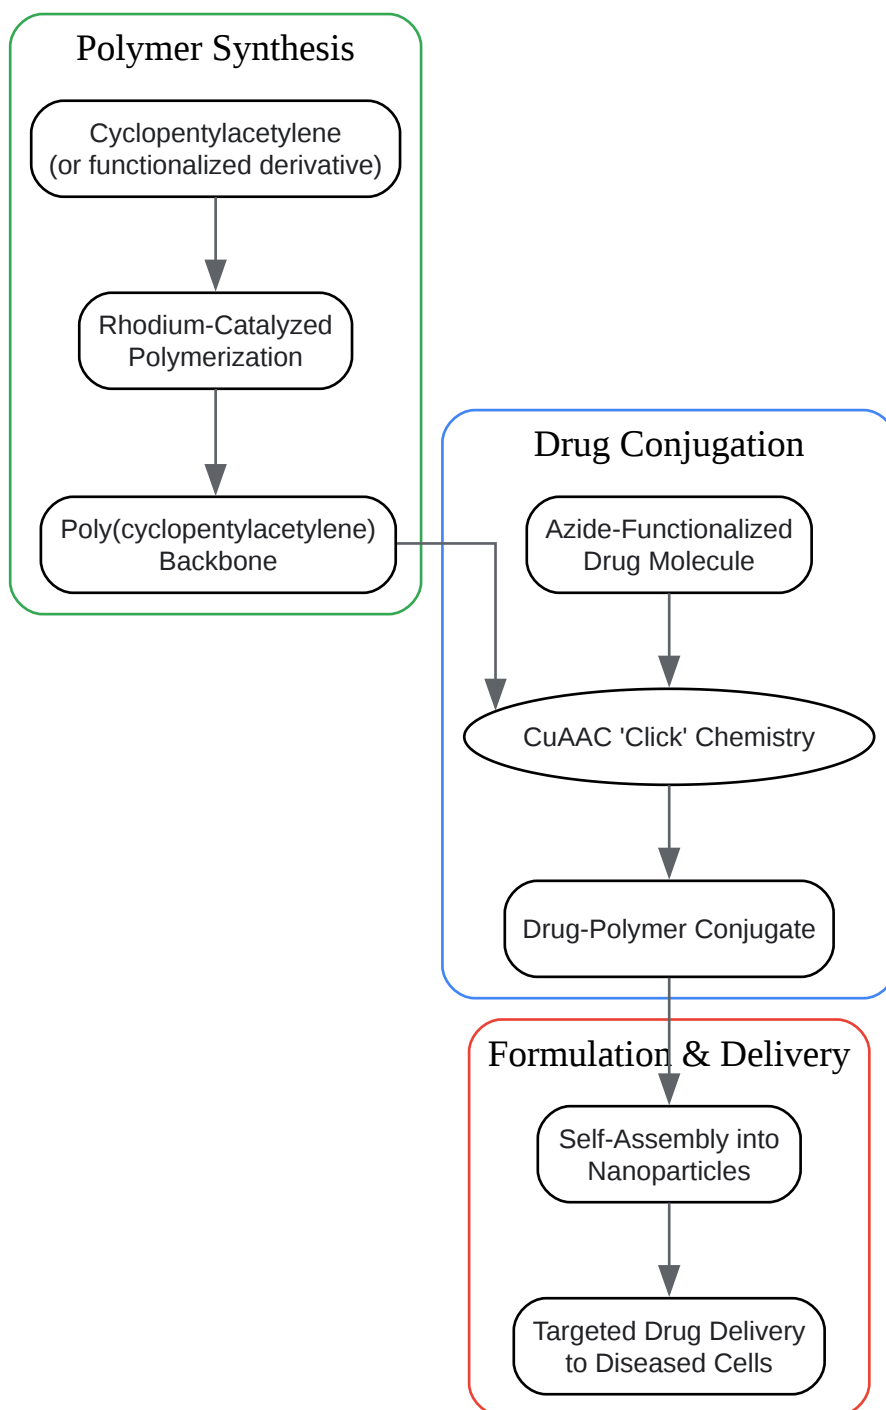 Polymer Synthesis
Cyclopentylacetylene
(or functionalized derivative)
Rhodium-Catalyzed
Polymerization
Poly(cyclopentylacetylene)
Backbone
Drug Conjugation
Azide-Functionalized
Drug Molecule
CuAAC 'Click' Chemistry
Drug-Polymer Conjugate
Formulation & Delivery
Self-Assembly into
Nanoparticles
Targeted Drug Delivery
to Diseased Cells